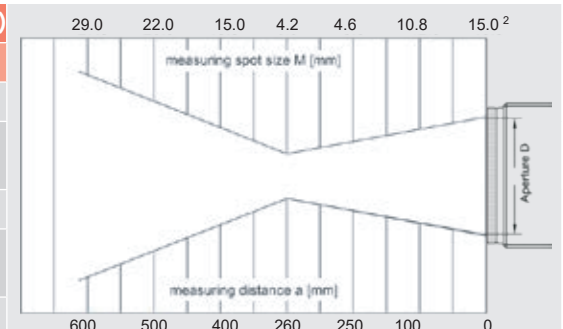 29.0 22.0 15.0 4.2 4.6 10.8 15.0 2
measuring spot size M [mm]
Aperture D
measuring distance a [mm]
600 500 400 260 250 100 0